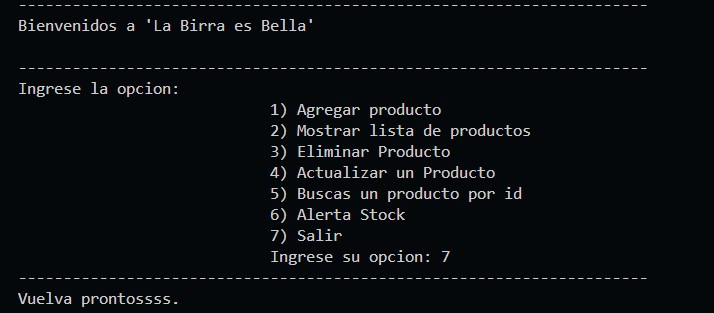 ----------------------------------------------------------------------
Bienvenidos a 'La Birra es Bella'
----------------------------------------------------------------------
Ingrese la opcion:
1) Agregar producto
2) Mostrar lista de productos
3) Eliminar Producto
4) Actualizar un Producto
5) Buscas un producto por id
6) Alerta Stock
7) Salir
Ingrese su opcion: 7
----------------------------------------------------------------------
Vuelva prontossss.